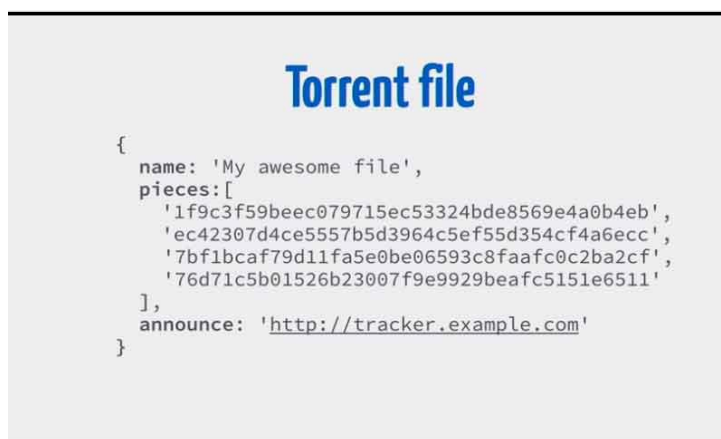 Torrent file
{
name: 'My awesome file',
pieces:[
'1f9c3f59beec079715ec53324bde8569e4a0b4eb',
'ec42307d4ce5557b5d3964c5ef55d354cf4a6ecc',
'7bf1bcaf79d11fa5e0be06593c8faafc0c2ba2cf',
'76d71c5b01526b23007f9e9929beafc5151e6511'
],
announce: 'http://tracker.example.com'
}